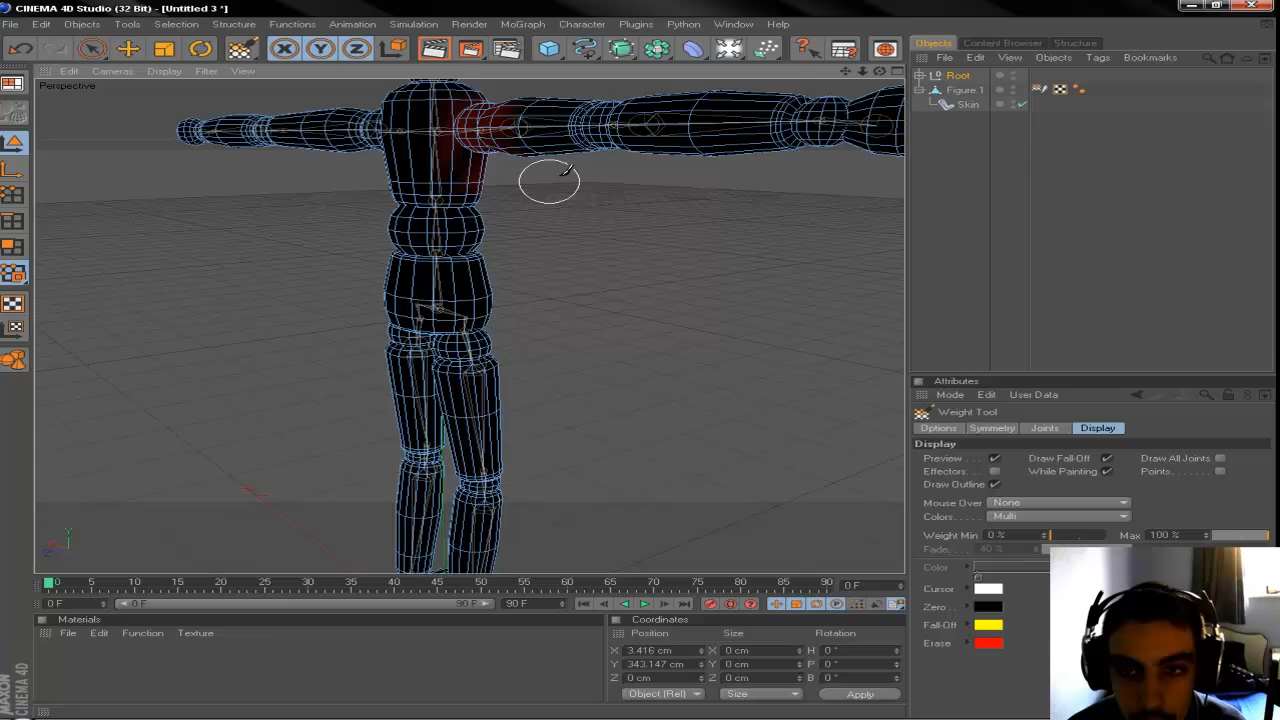 CINEMA 4D Studio (32 Bit) - [Untitled 3 *]
File Edit Objects Tools Selection Structure Functions Animation Simulation Render MoGraph Character Plugins Python Window Help
Edit Cameras Display Filter View
Perspective
Objects Content Browser Structure
File Edit View Objects Tags Bookmarks
Root
Figure.1
Skin
Attributes
Mode Edit User Data
Weight Tool
Options Symmetry Joints Display
Display
Preview . . . Draw Fall-Off Draw All Joints
Effectors. . . While Painting Points. . . . . .
Draw Outline
Mouse Over None
Colors. . . . . Multi
Weight Min 0 % Max 100 %
Fade. . . . . . 40 %
Color
Cursor
Zero . .
Fall-Off
Erase
0 5 10 15 20 25 30 35 40 45 50 55 60 65 70 75 80 85 90 0 F
0 F 0 F 90 F 90 F
Materials
File Edit Function Texture
Coordinates
Position Size Rotation
X 3.416 cm X 0 cm H 0 °
Y 343.147 cm Y 0 cm P 0 °
Z 0 cm Z 0 cm B 0 °
Object (Rel) Size Apply
MAXON
CINEMA 4D